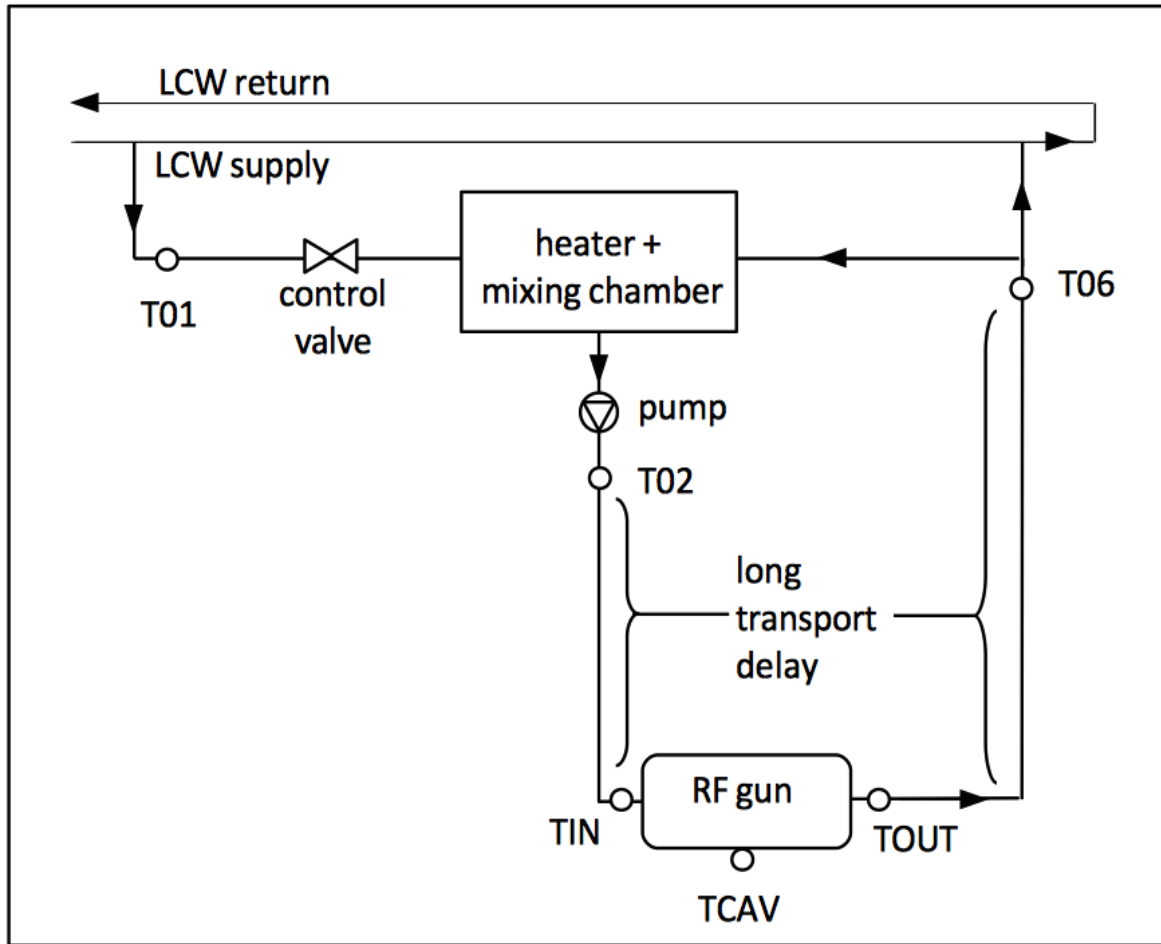 LCW return
LCW supply
heater +
mixing chamber
T01
control
valve
T06
pump
T02
long
transport
delay
RF gun
TIN
TOUT
TCAV